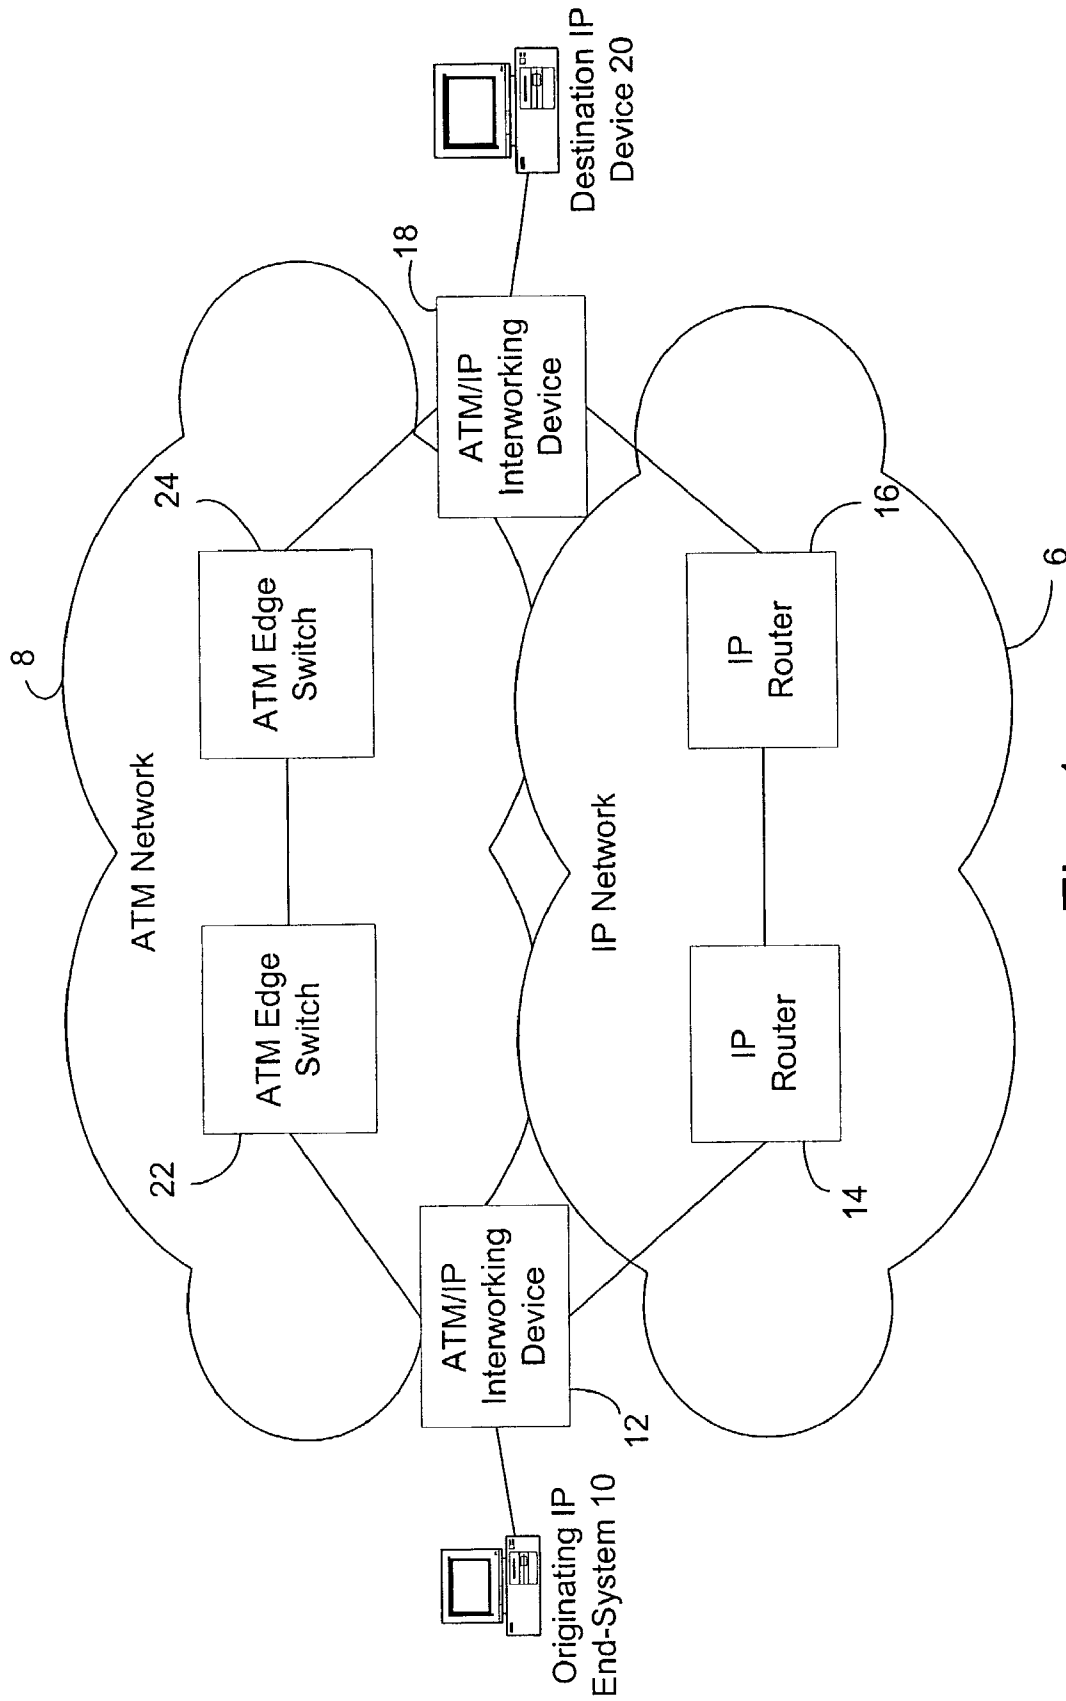 8
ATM Network
22
ATM Edge
Switch
24
ATM Edge
Switch
18
Originating IP
End-System 10
ATM/IP
Interworking
Device
12
ATM/IP
Interworking
Device
Destination IP
Device 20
IP Network
IP
Router
14
IP
Router
16
6